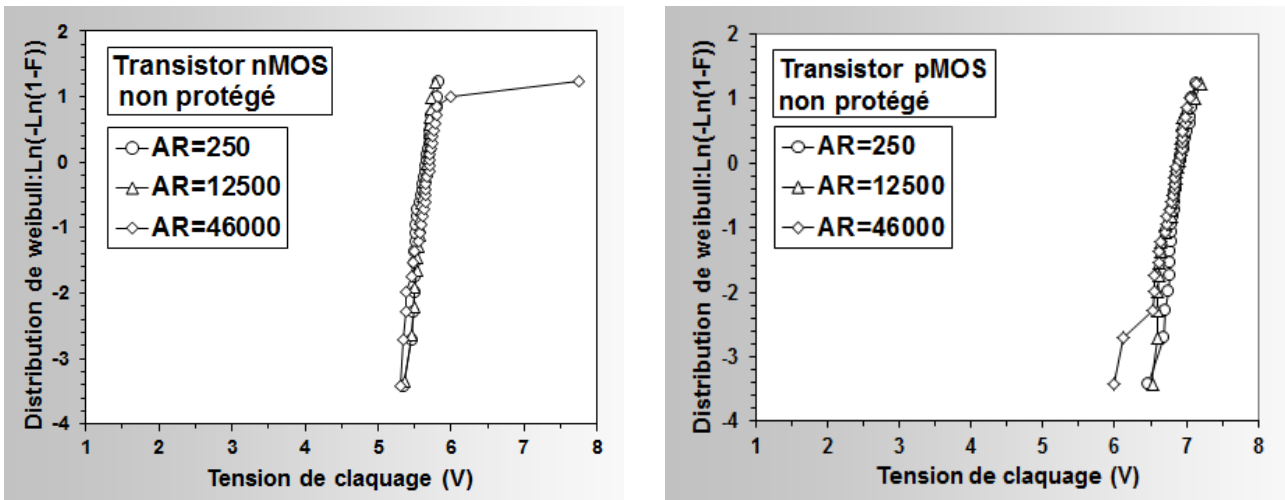 Distribution de weibull:Ln(-Ln(1-F))
2
1
0
-1
-2
-3
-4
Transistor nMOS
non protégé
AR=250
AR=12500
AR=46000
1 2 3 4 5 6 7 8
Tension de claquage (V)
Distribution de weibull:Ln(-Ln(1-F))
2
1
0
-1
-2
-3
-4
Transistor pMOS
non protégé
AR=250
AR=12500
AR=46000
1 2 3 4 5 6 7 8
Tension de claquage (V)